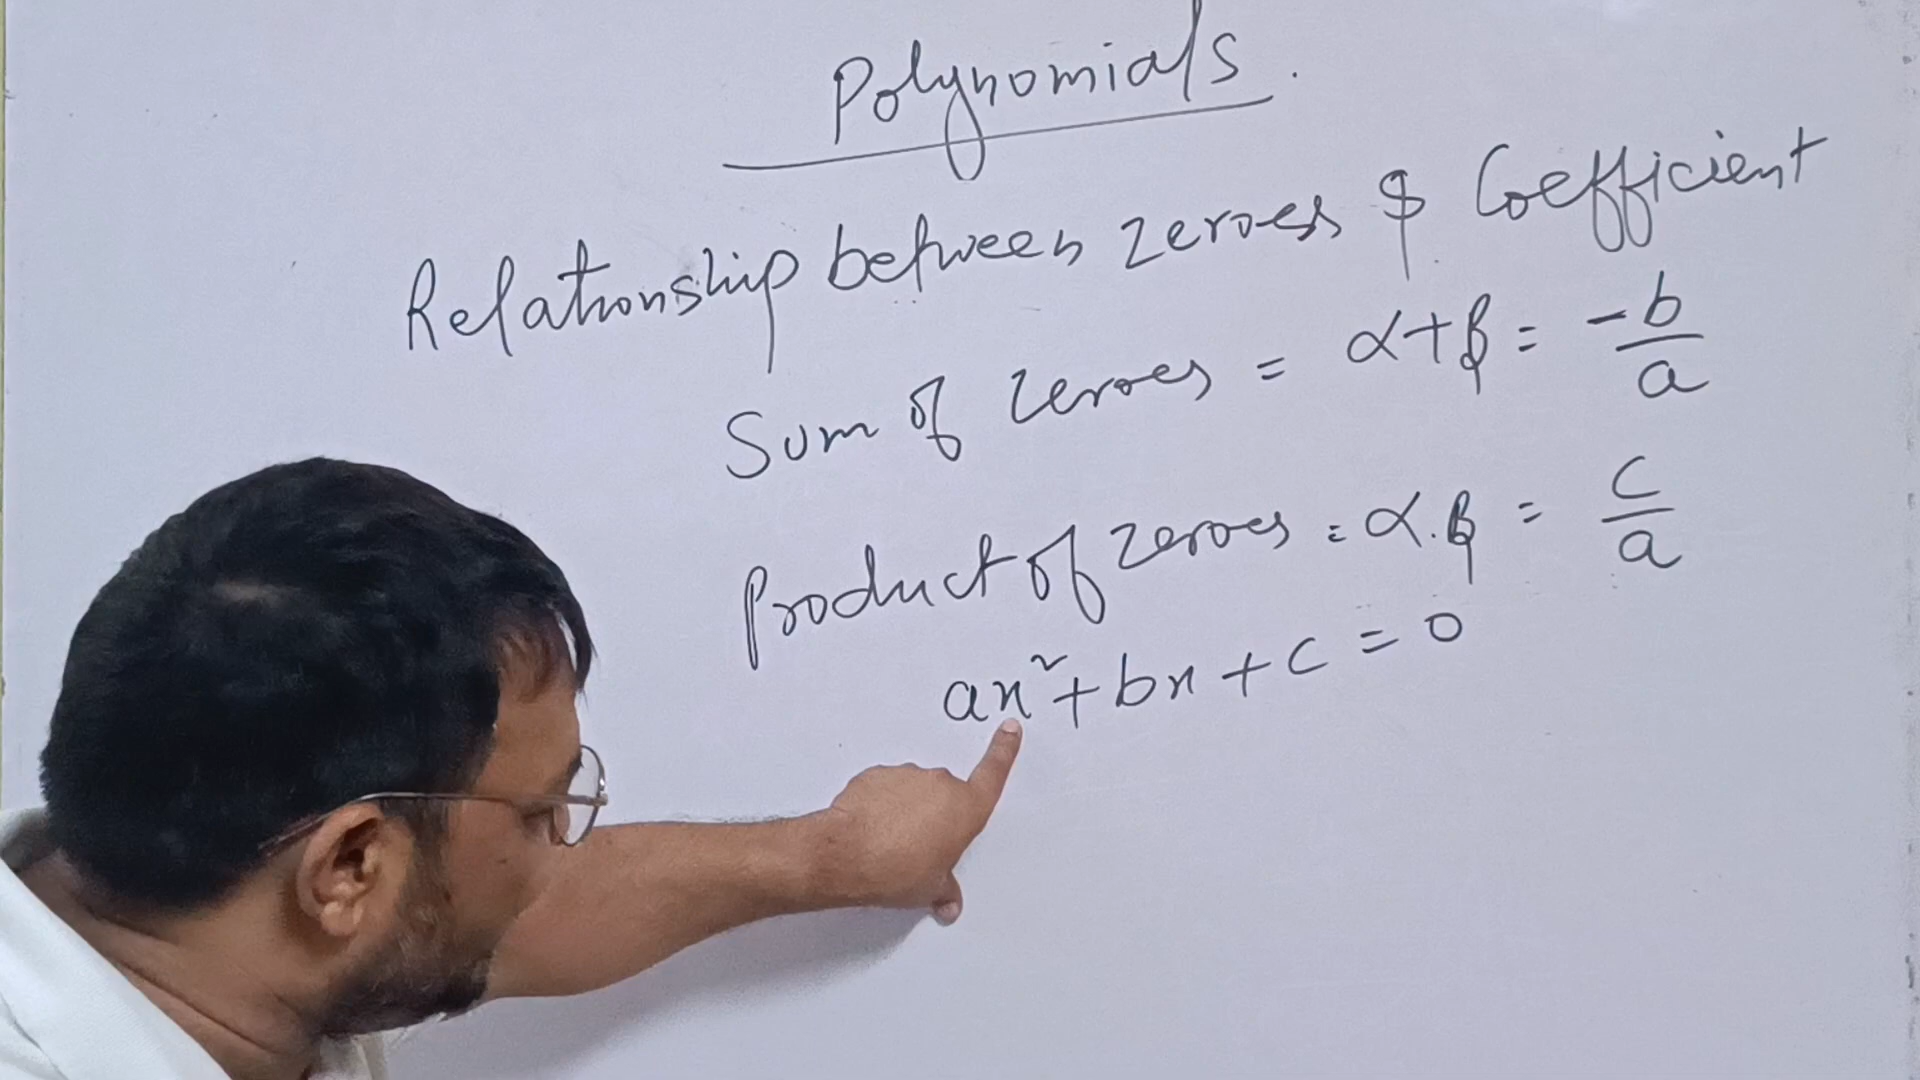 Polynomials.
Relationship between zeroes & Coefficient
Sum of zeroes = α+β = -b/a
Product of zeroes = α.β = c/a
ax²+bx+c=0